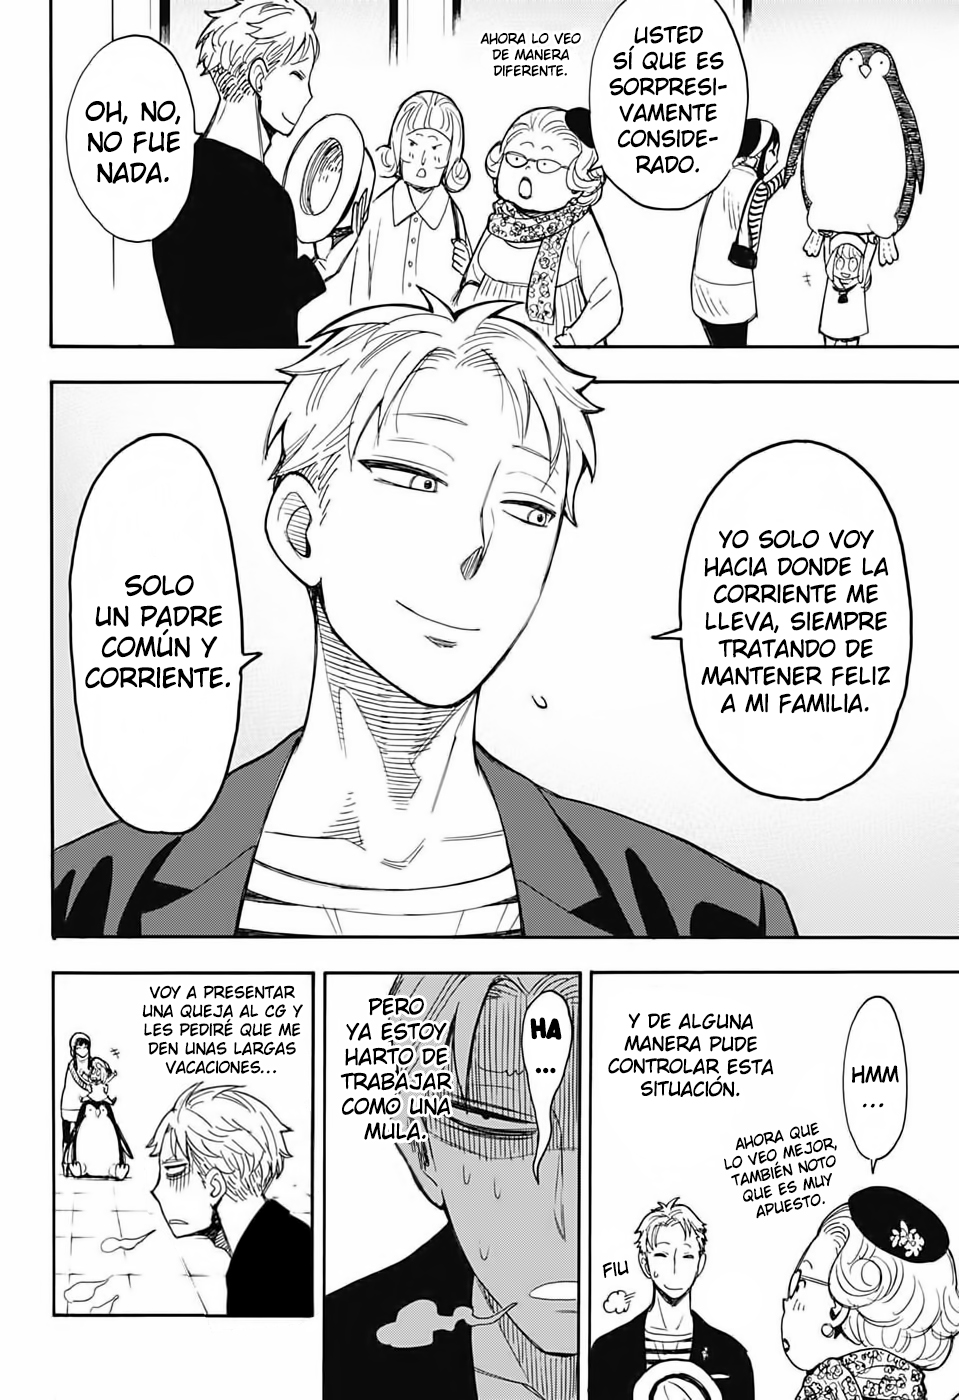 USTED
SÍ QUE ES
SORPRESI-
VAMENTE
CONSIDE-
RADO.
AHORA LO VEO
DE MANERA
DIFERENTE.
OH, NO,
NO FUE
NADA.
YO SOLO VOY
HACIA DONDE LA
CORRIENTE ME
LLEVA, SIEMPRE
TRATANDO DE
MANTENER FELIZ
A MI FAMILIA.
SOLO
UN PADRE
COMÚN Y
CORRIENTE.
HMM
...
AHORA QUE
LO VEO MEJOR,
TAMBIÉN NOTO
QUE ES MUY
APUESTO.
Y DE ALGUNA
MANERA PUDE
CONTROLAR ESTA
SITUACIÓN.
FIU
HA
...
PERO
YA ESTOY
HARTO DE
TRABAJAR
COMO UNA
MULA.
VOY A PRESENTAR
UNA QUEJA AL CG Y
LES PEDIRÉ QUE ME
DEN UNAS LARGAS
VACACIONES...